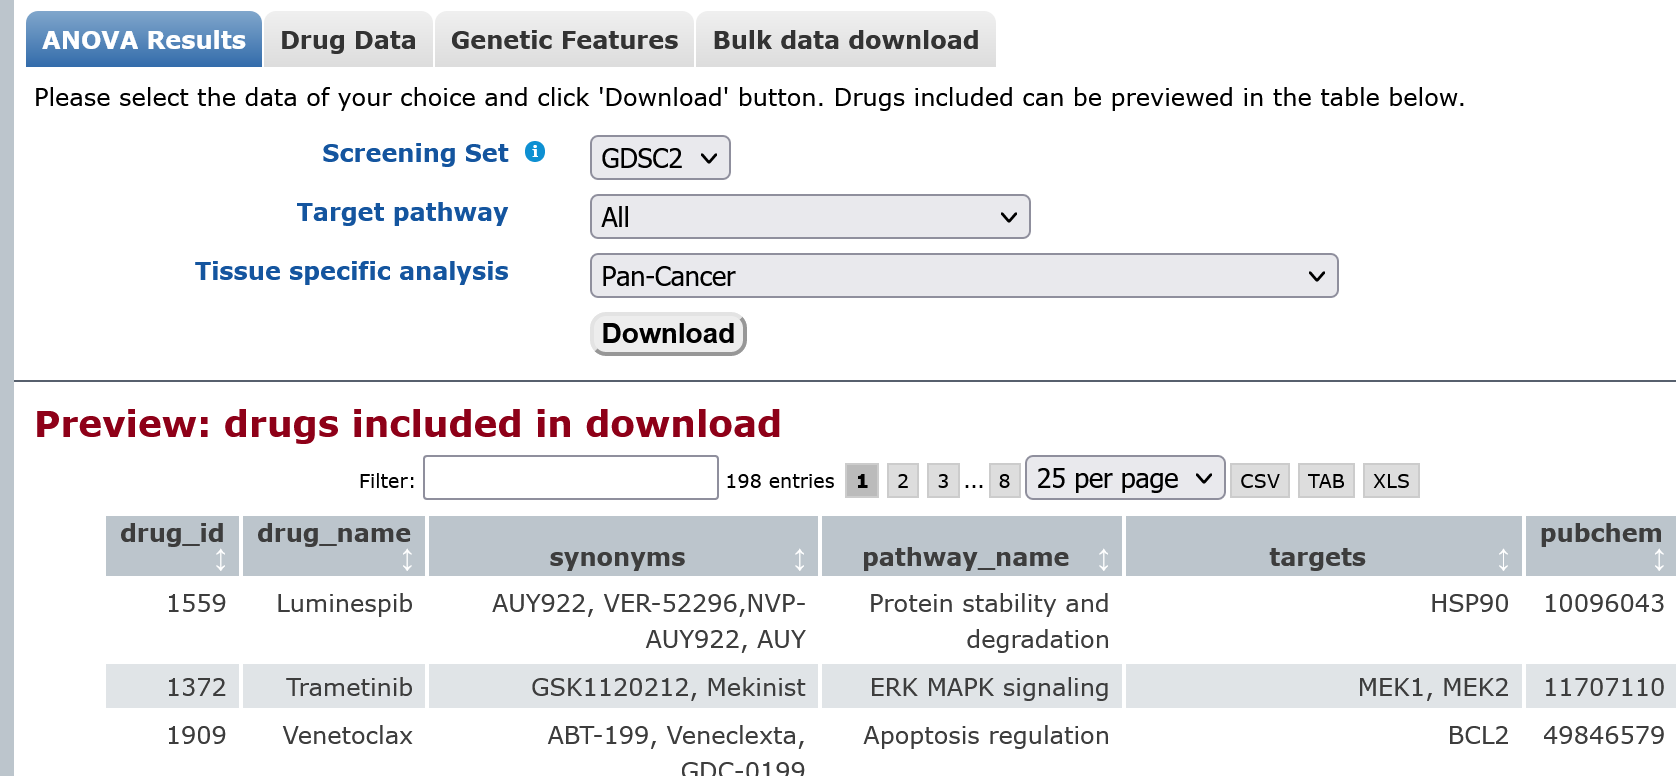 ANOVA Results Drug Data Genetic Features Bulk data download
Please select the data of your choice and click 'Download' button. Drugs included can be previewed in the table below.
Screening Set i GDSC2
Target pathway All
Tissue specific analysis Pan-Cancer
Download
Preview: drugs included in download
Filter: 198 entries 1 2 3 ... 8 25 per page CSV TAB XLS
drug_id drug_name synonyms pathway_name targets pubchem
1559 Luminespib AUY922, VER-52296,NVP- Protein stability and HSP90 10096043
AUY922, AUY degradation
1372 Trametinib GSK1120212, Mekinist ERK MAPK signaling MEK1, MEK2 11707110
1909 Venetoclax ABT-199, Veneclexta, Apoptosis regulation BCL2 49846579
GDC-0199